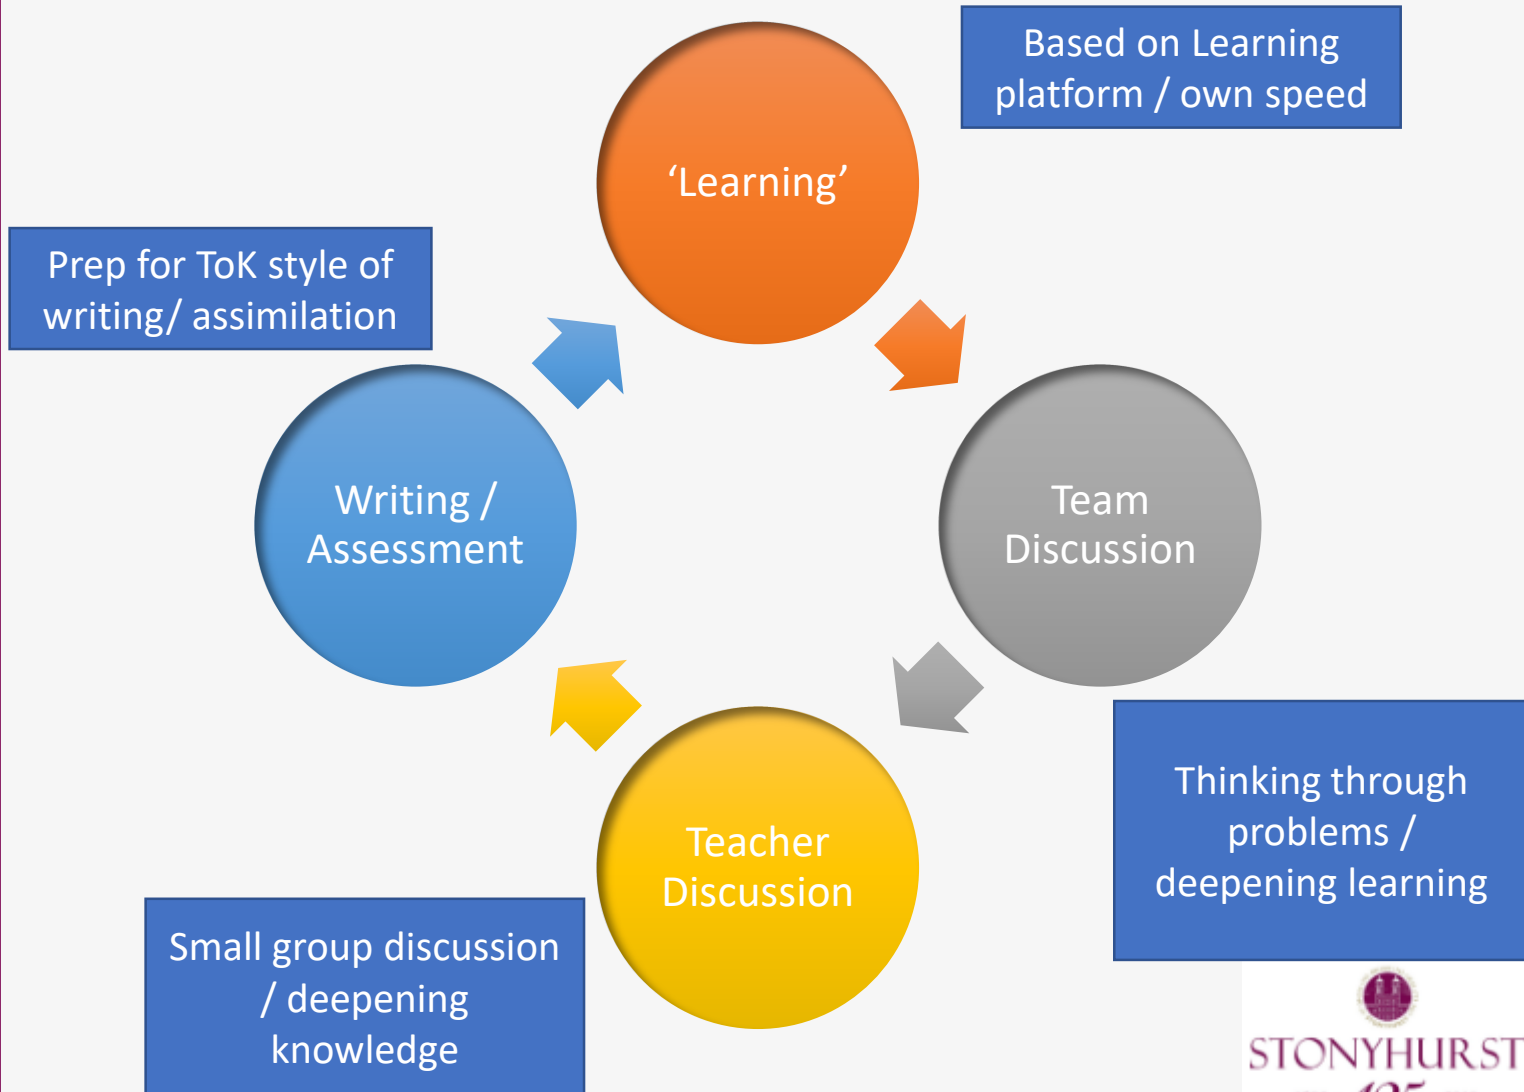 Based on Learning
platform / own speed
‘Learning’
Prep for ToK style of
writing/ assimilation
Writing /
Assessment
Team
Discussion
Thinking through
problems /
deepening learning
Teacher
Discussion
Small group discussion
/ deepening
knowledge
STONYHURST